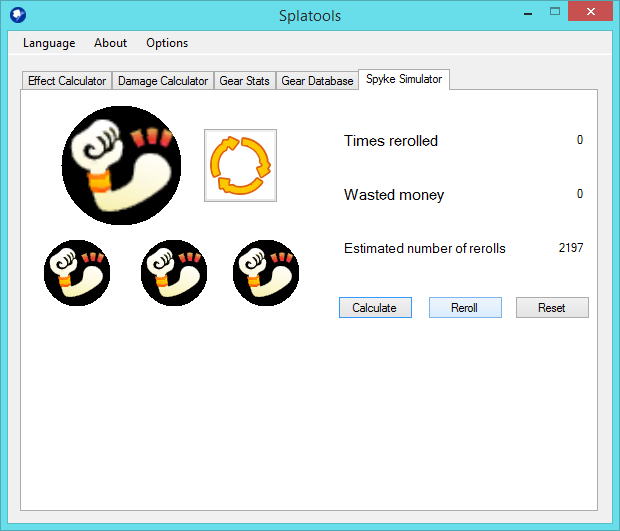 Splatools
Language About Options
Effect Calculator Damage Calculator Gear Stats Gear Database Spyke Simulator
Times rerolled 0
Wasted money 0
Estimated number of rerolls 2197
Calculate Reroll Reset